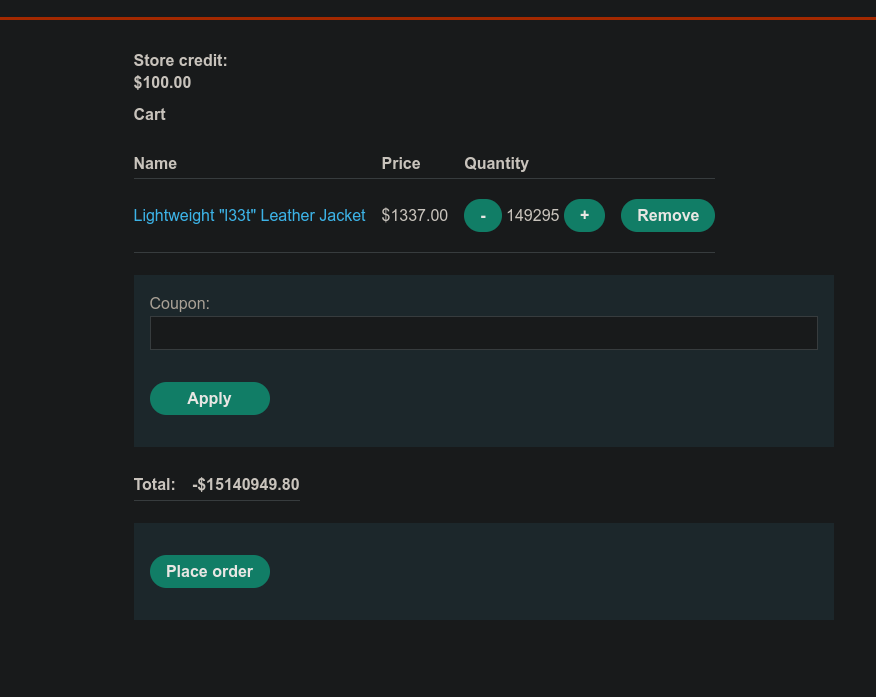 Store credit:
$100.00
Cart
Name Price Quantity
Lightweight "l33t" Leather Jacket $1337.00 - 149295 + Remove
Coupon:
Apply
Total: -$15140949.80
Place order